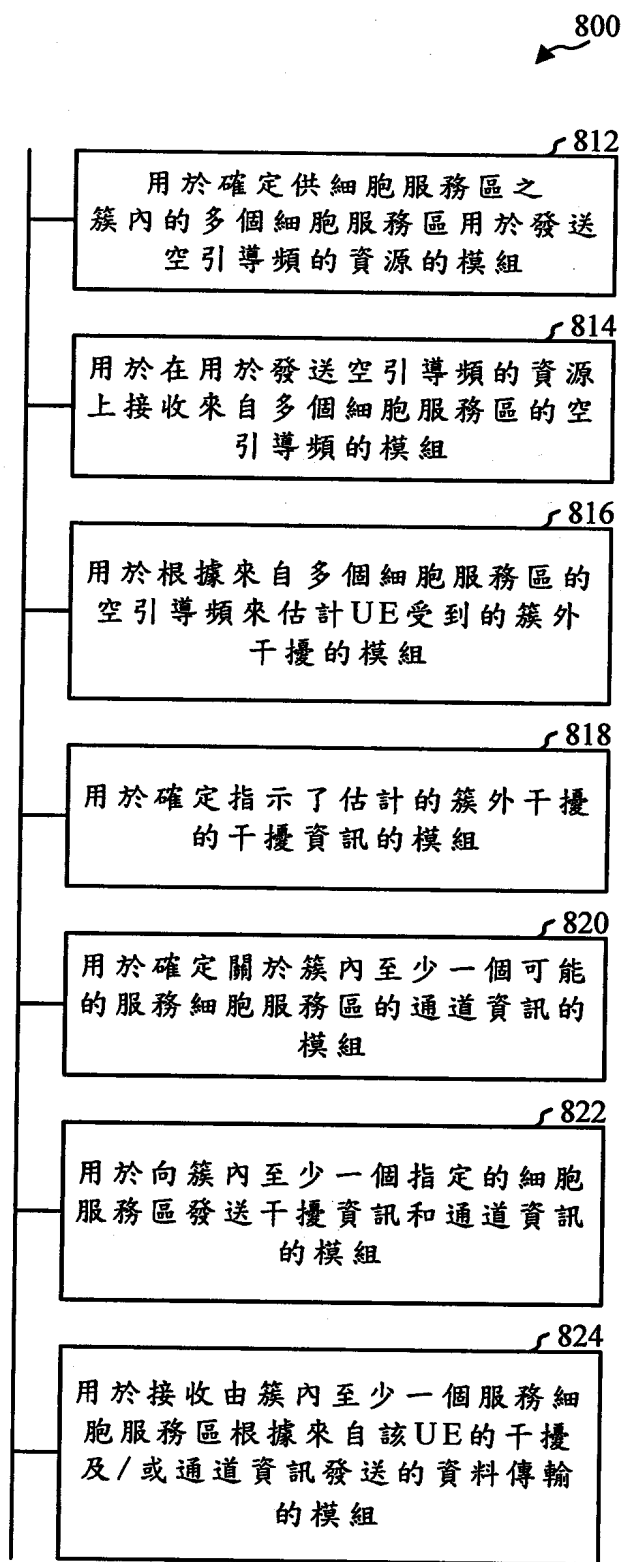 800
812
用於確定供細胞服務區之
簇內的多個細胞服務區用於發送
空引導頻的資源的模組
814
用於在用於發送空引導頻的資源
上接收來自多個細胞服務區的空
引導頻的模組
816
用於根據來自多個細胞服務區的
空引導頻來估計UE受到的簇外
干擾的模組
818
用於確定指示了估計的簇外干擾
的干擾資訊的模組
820
用於確定關於簇內至少一個可能
的服務細胞服務區的通道資訊的
模組
822
用於向簇內至少一個指定的細胞
服務區發送干擾資訊和通道資訊
的模組
824
用於接收由簇內至少一個服務細
胞服務區根據來自該UE的干擾
及/或通道資訊發送的資料傳輸
的模組